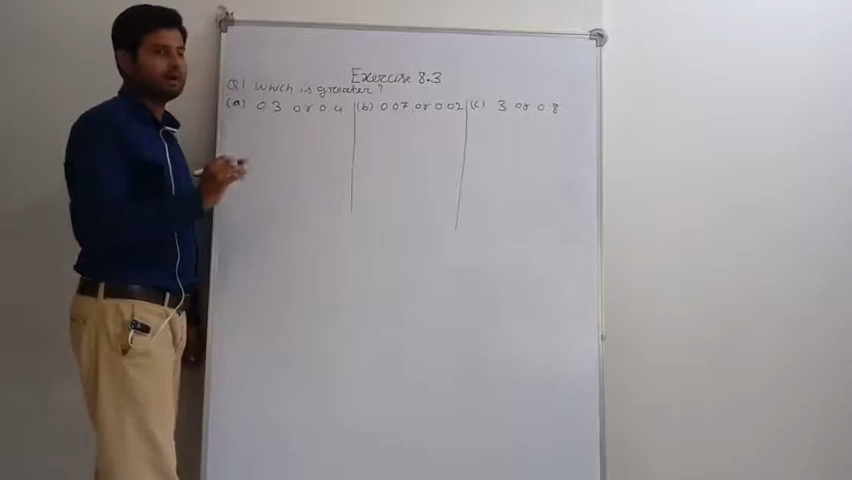 Exercise 8.3
Q1 Which is greater?
(a) 0.3 or 0.4 (b) 0.07 or 0.02 (c) 3 or 0.8